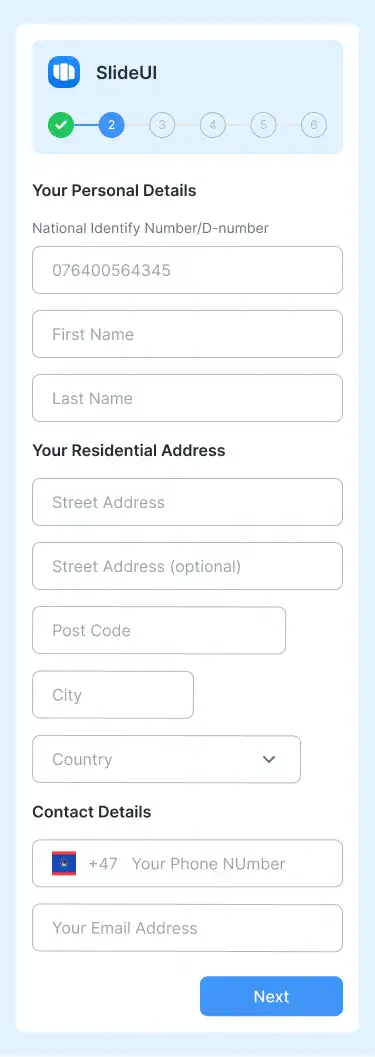 SlideUI
2 3 4 5 6
Your Personal Details
National Identify Number/D-number
076400564345
First Name
Last Name
Your Residential Address
Street Address
Street Address (optional)
Post Code
City
Country
Contact Details
+47 Your Phone NUmber
Your Email Address
Next